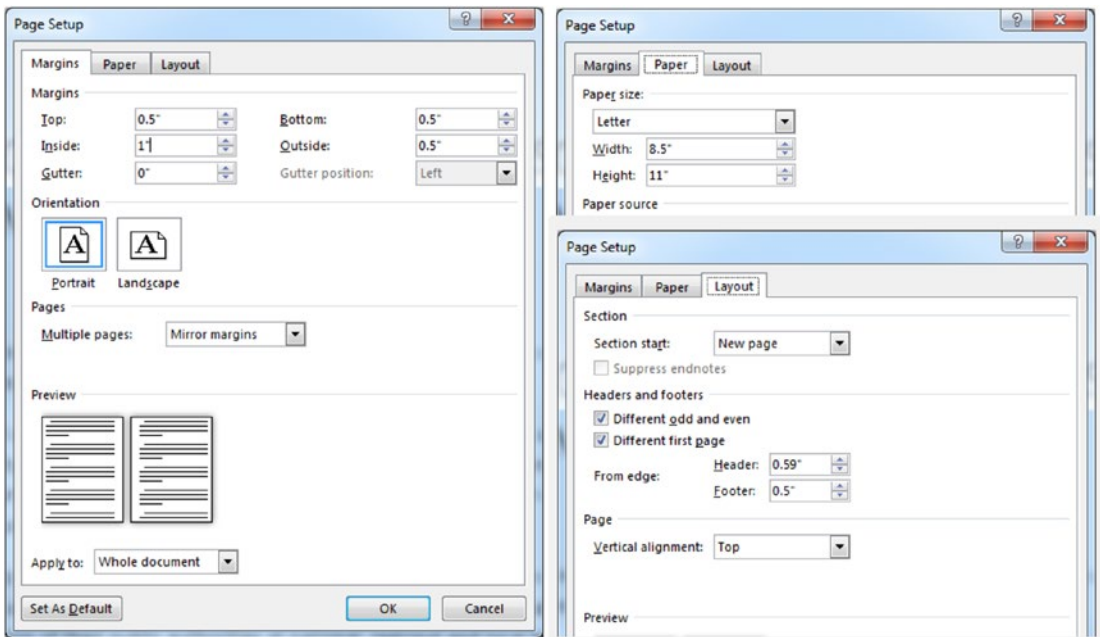 Page Setup
Margins Paper Layout
Margins
Top: 0.5" Bottom: 0.5"
Inside: 1" Outside: 0.5"
Gutter: 0" Gutter position: Left
Orientation
A A
Portrait Landscape
Pages
Multiple pages: Mirror margins
Preview
Apply to: Whole document
Set As Default OK Cancel
Page Setup
Margins Paper Layout
Paper size:
Letter
Width: 8.5"
Height: 11"
Paper source
Page Setup
Margins Paper Layout
Section
Section start: New page
Suppress endnotes
Headers and footers
Different odd and even
Different first page
From edge: Header: 0.59"
Footer: 0.5"
Page
Vertical alignment: Top
Preview